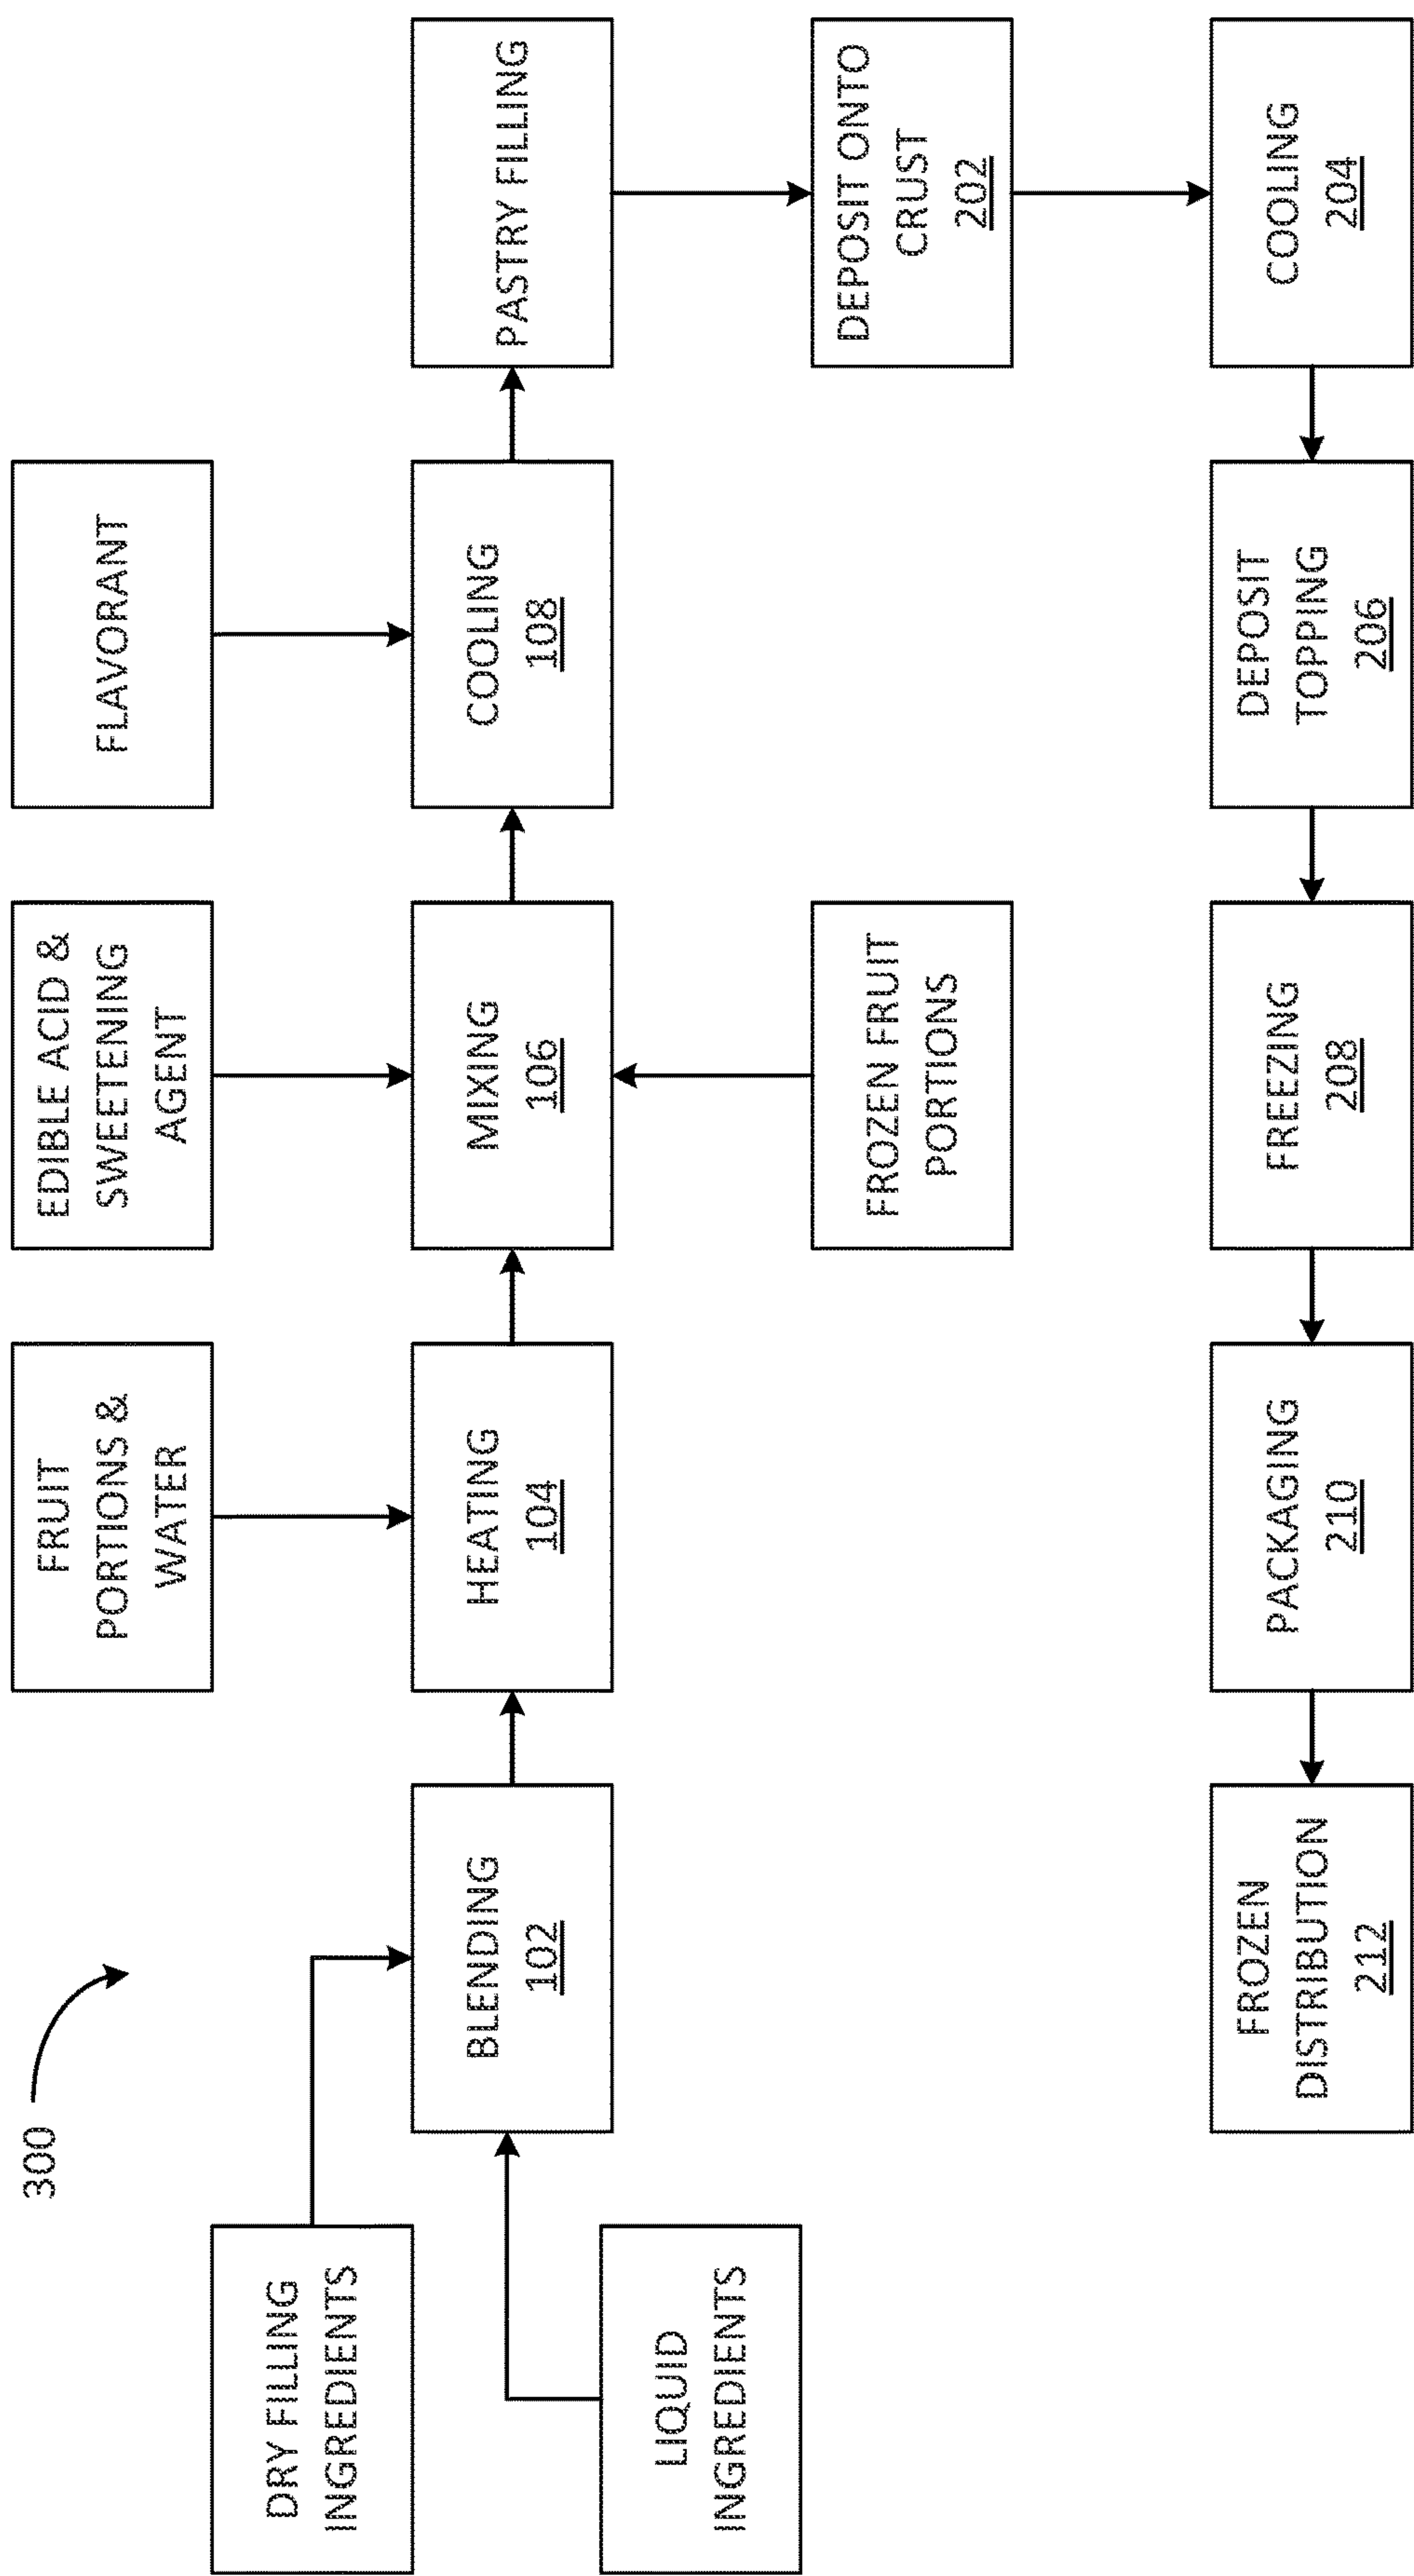 300
DRY FILLING
INGREDIENTS
LIQUID
INGREDIENTS
BLENDING
102
FRUIT
PORTIONS &
WATER
HEATING
104
EDIBLE ACID &
SWEETENING
AGENT
MIXING
106
FROZEN FRUIT
PORTIONS
FLAVORANT
COOLING
108
PASTRY FILLING
DEPOSIT ONTO
CRUST
202
COOLING
204
DEPOSIT
TOPPING
206
FREEZING
208
PACKAGING
210
FROZEN
DISTRIBUTION
212